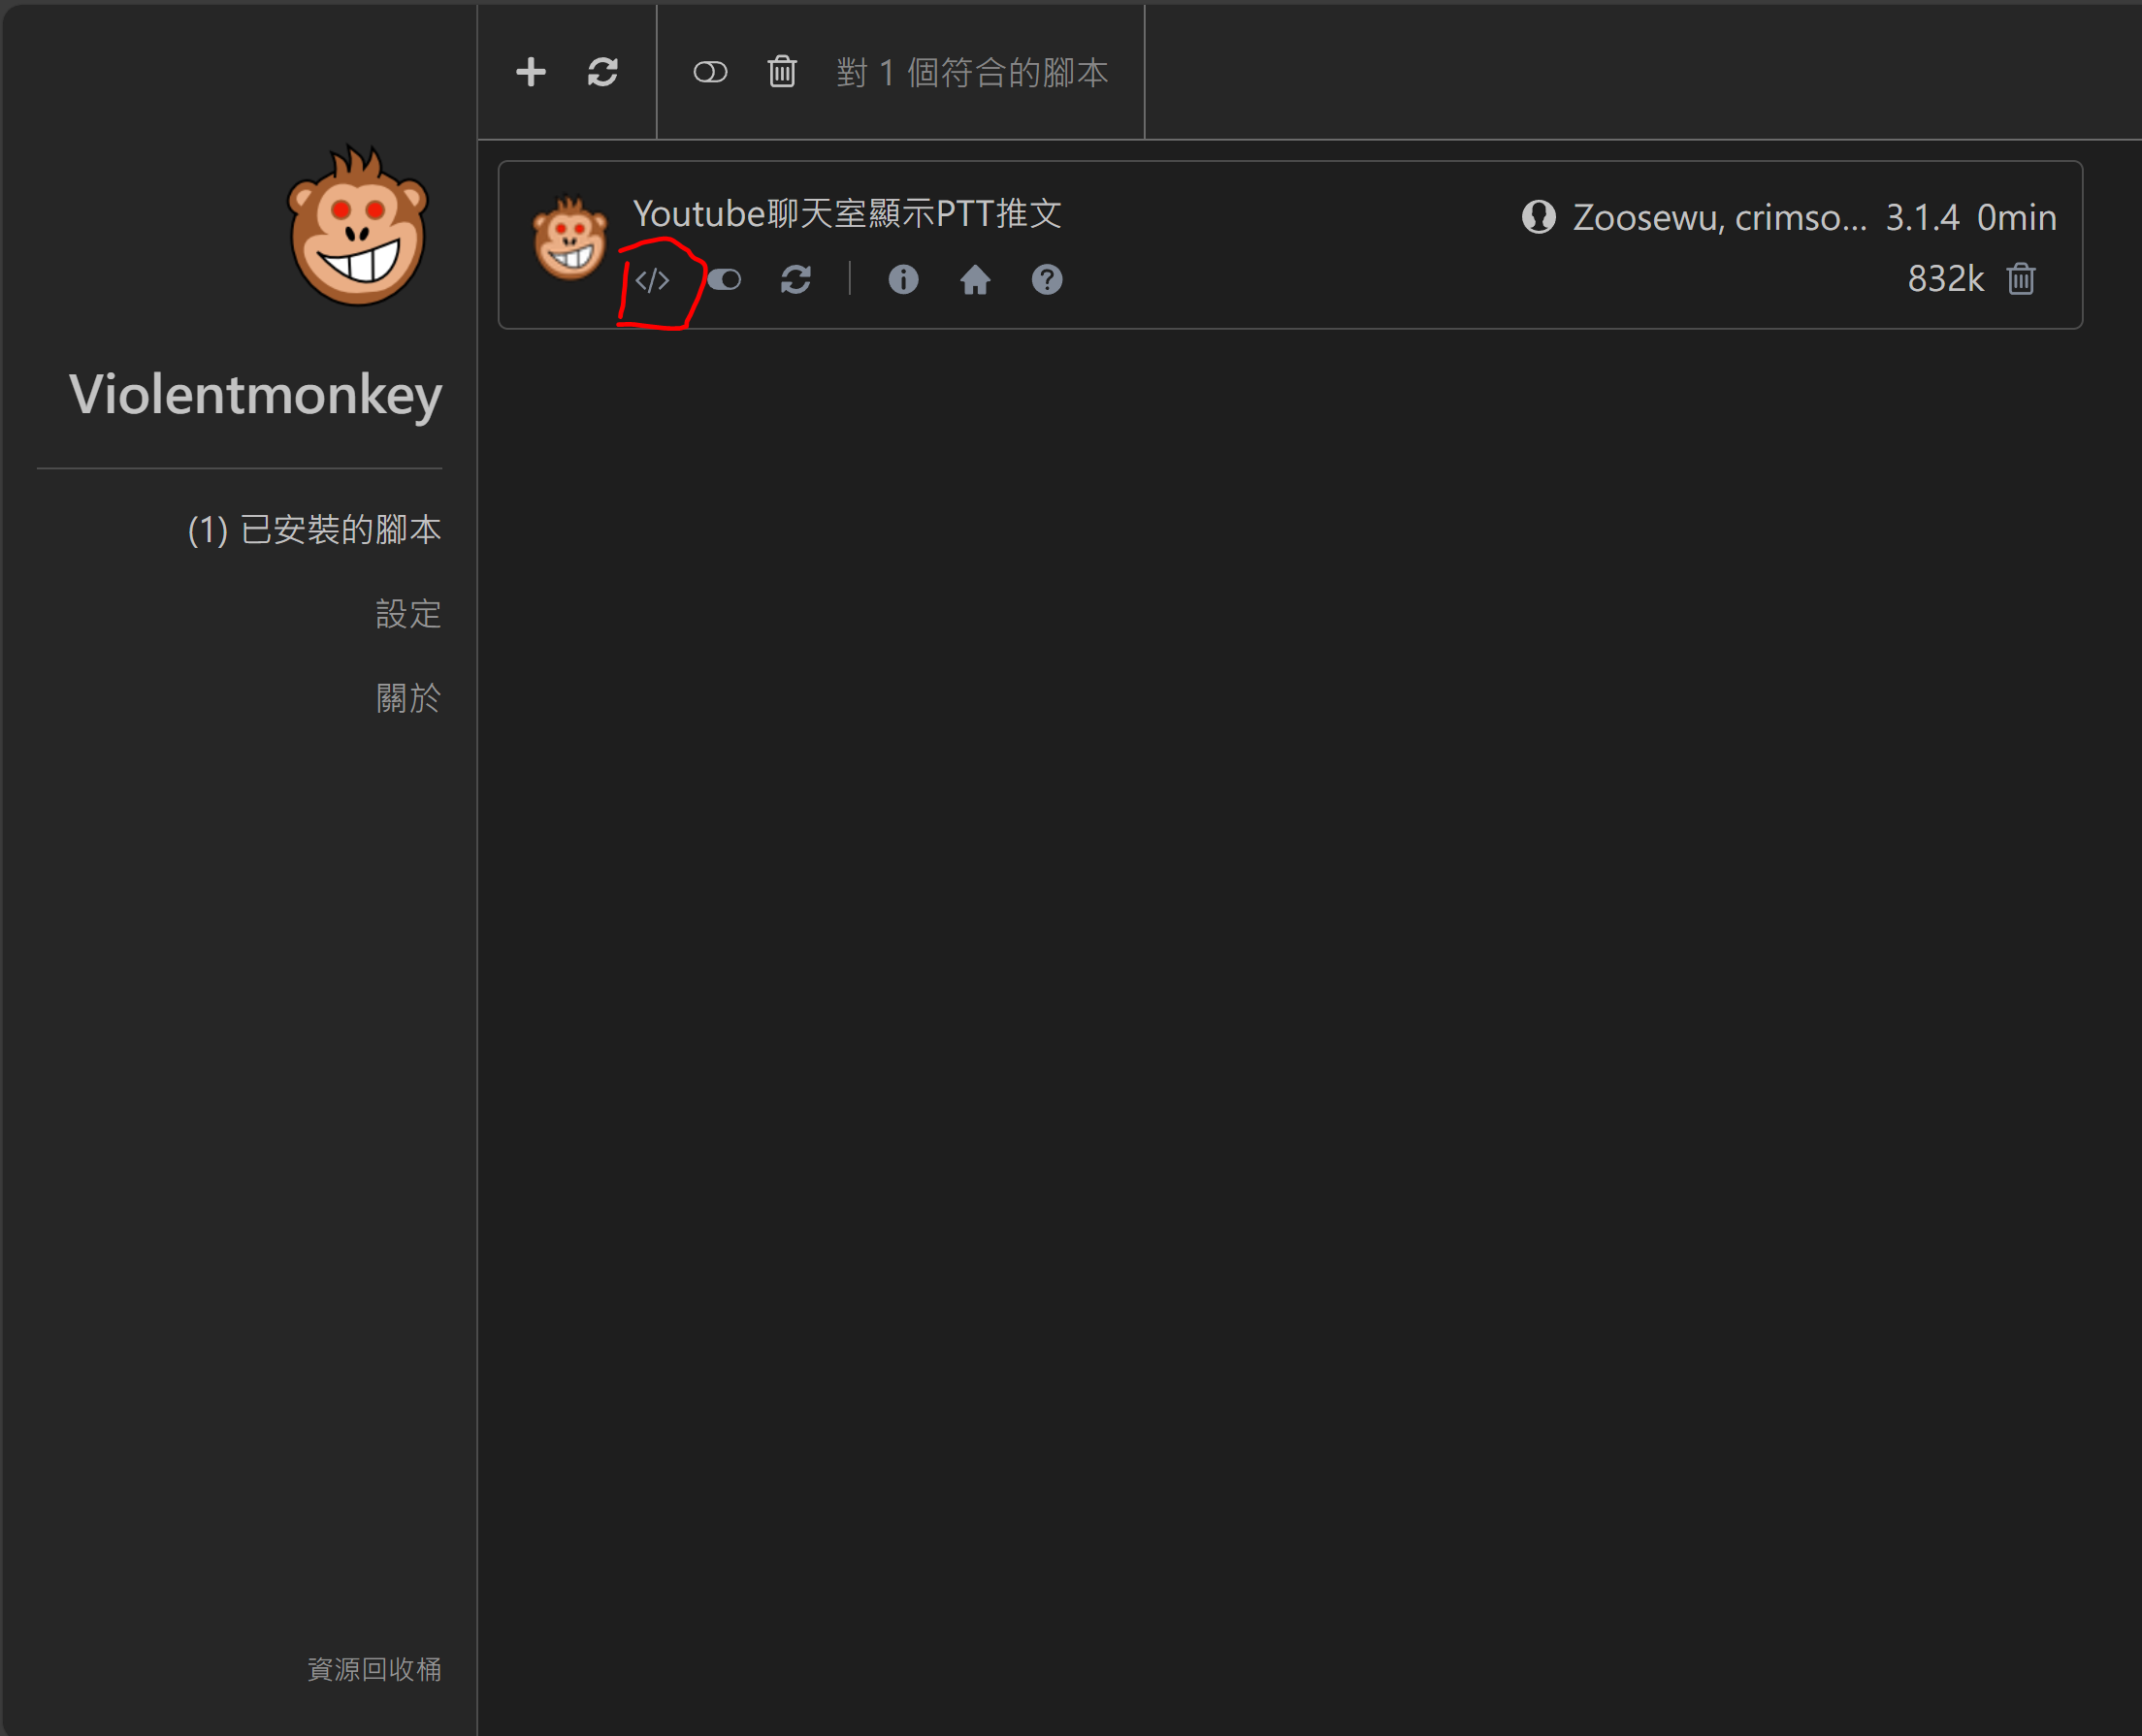 對 1 個符合的腳本
Youtube聊天室顯示PTT推文
Zoosewu, crimso... 3.1.4 0min
832k
Violentmonkey
(1) 已安裝的腳本
設定
關於
資源回收桶